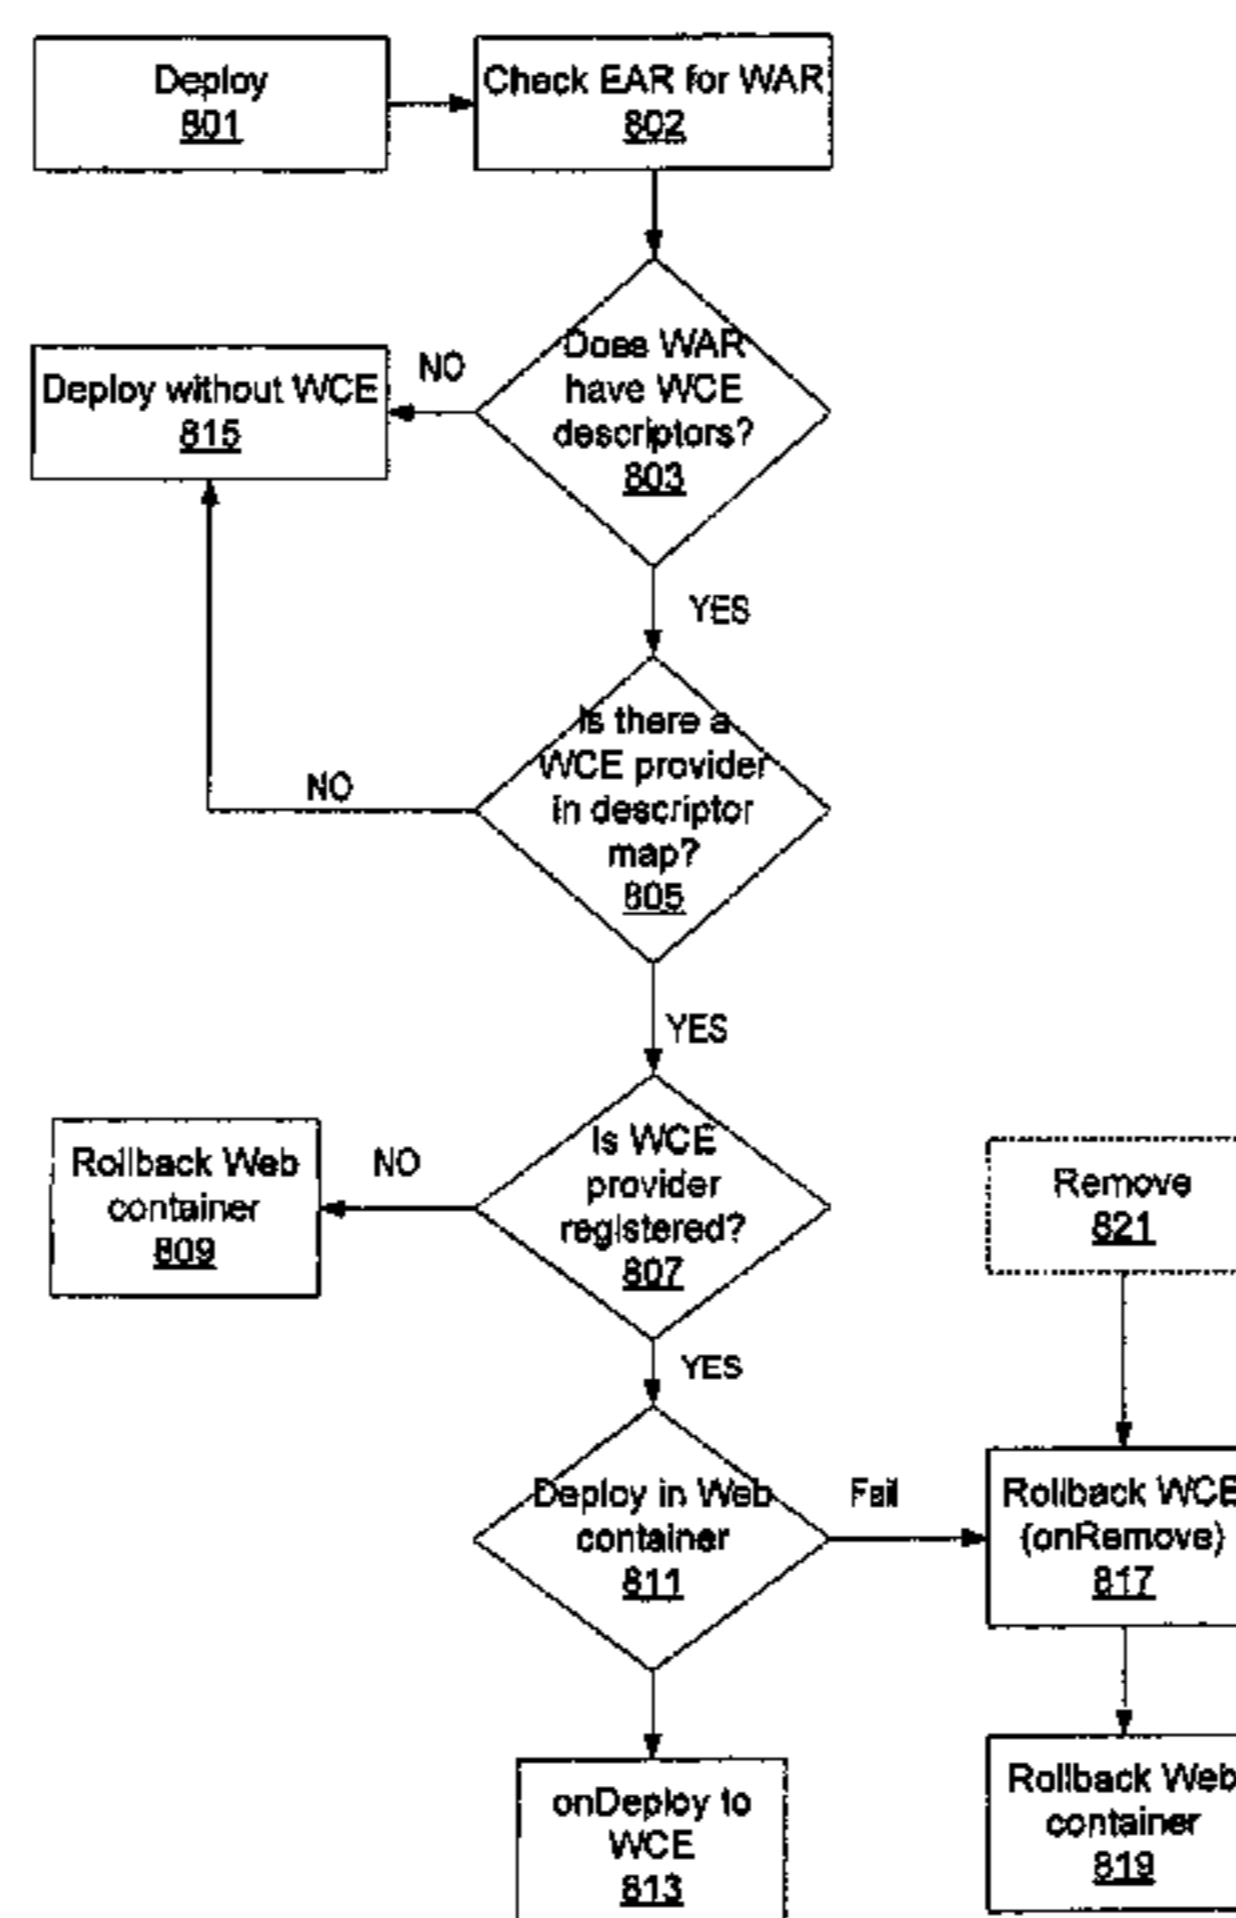 Deploy
801
Check EAR for WAR
802
Does WAR
have WCE
descriptors?
803
NO
Deploy without WCE
815
YES
Is there a
WCE provider
in descriptor
map?
805
NO
YES
Is WCE
provider
registered?
807
NO
Rollback Web
container
809
Remove
821
YES
Deploy in Web
container
811
Fail
Rollback WCE
(onRemove)
817
onDeploy to
WCE
813
Rollback Web
container
819